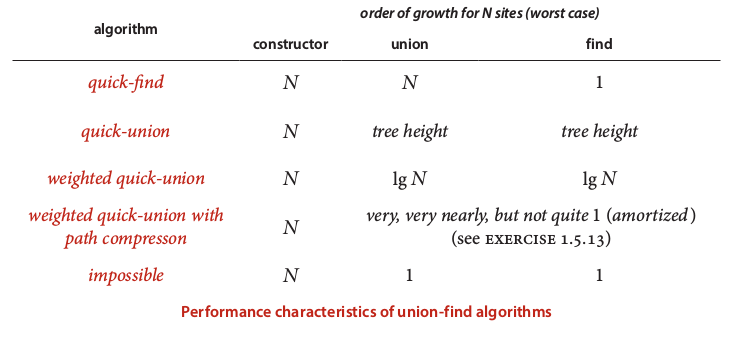 order of growth for N sites (worst case)
algorithm
constructor union find
quick-find N N 1
quick-union N tree height tree height
weighted quick-union N lg N lg N
weighted quick-union with
path compresson N very, very nearly, but not quite 1 (amortized)
(see EXERCISE 1.5.13)
impossible N 1 1
Performance characteristics of union-find algorithms